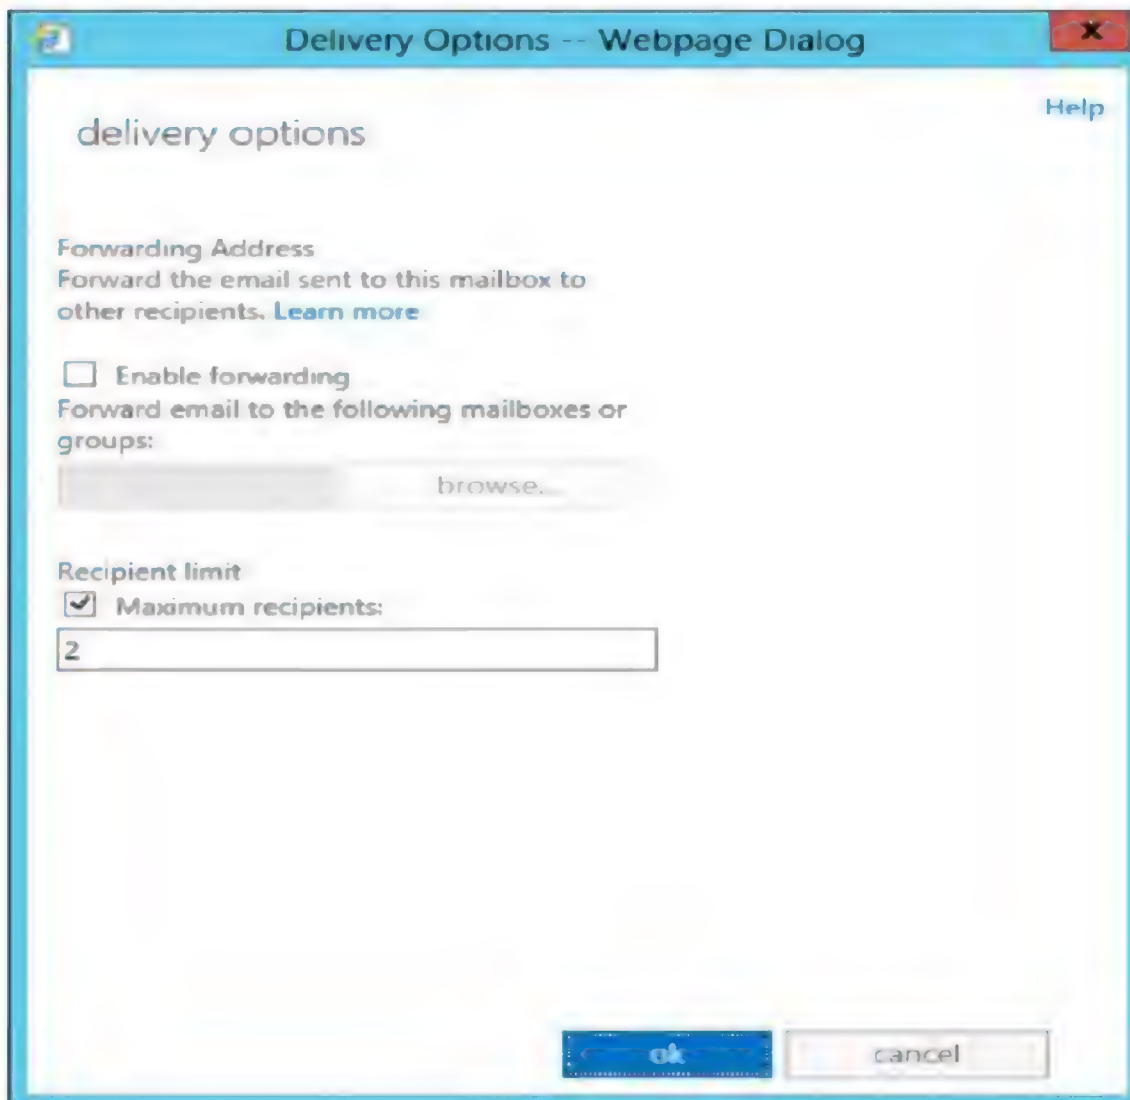 Delivery Options -- Webpage Dialog
x
Help
delivery options
Forwarding Address
Forward the email sent to this mailbox to
other recipients. Learn more
Enable forwarding
Forward email to the following mailboxes or
groups:
browse...
Recipient limit
Maximum recipients:
2
ok
cancel